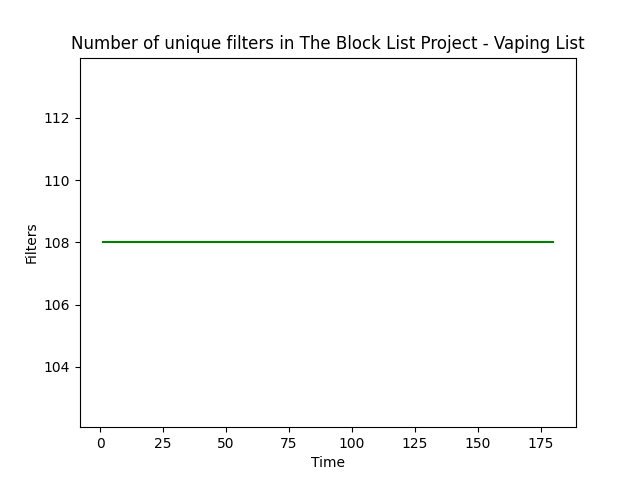 Number of unique filters in The Block List Project - Vaping List
112
110
108
106
104
Filters
0 25 50 75 100 125 150 175
Time